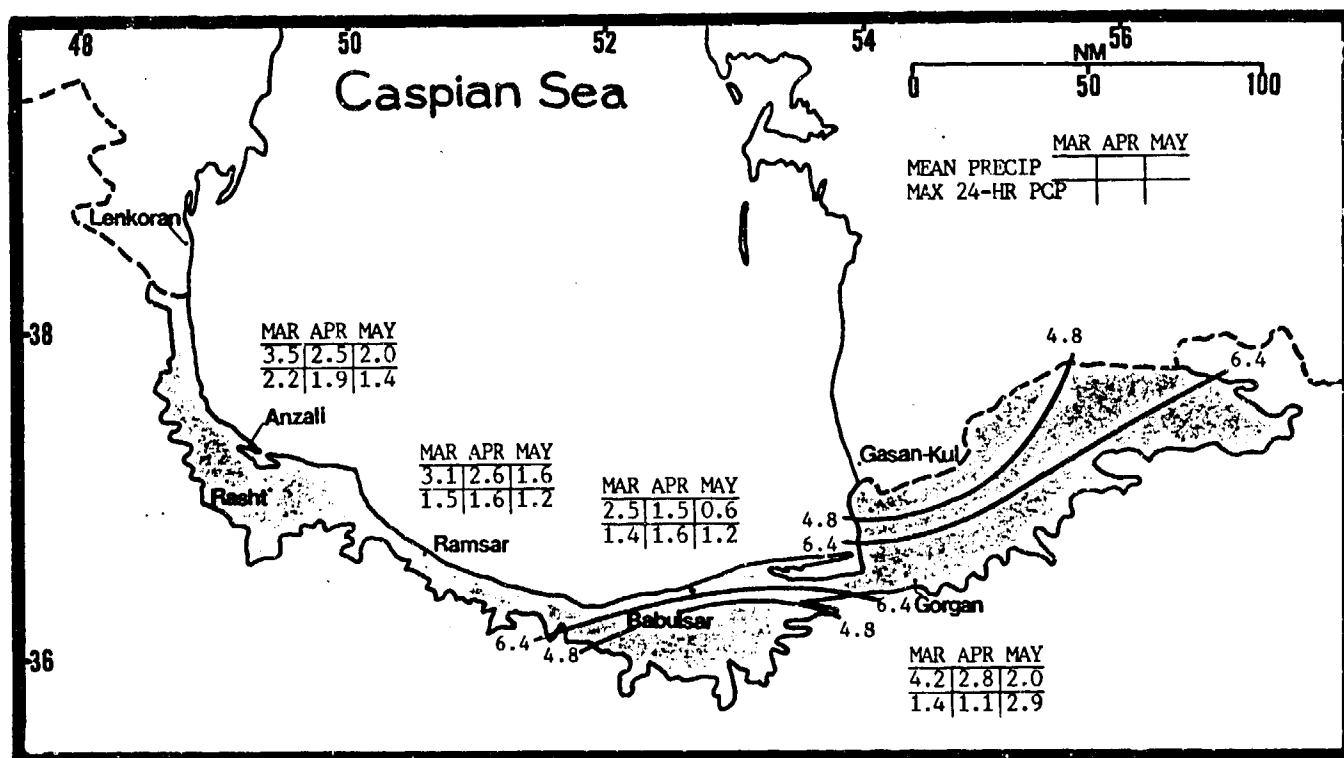 48 50 52 54 56
NM
0 50 100
Caspian Sea
MAR APR MAY
MEAN PRECIP
MAX 24-HR PCP
Lenkoran
38
MAR APR MAY
3.5 2.5 2.0
2.2 1.9 1.4
Anzali
Rasht
MAR APR MAY
3.1 2.6 1.6
1.5 1.6 1.2
Ramsar
MAR APR MAY
2.5 1.5 0.6
1.4 1.6 1.2
4.8
6.4
Gasan-Kul
4.8
6.4
6.4 Gorgan
4.8
Babulsar
6.4
4.8
36
MAR APR MAY
4.2 2.8 2.0
1.4 1.1 2.9